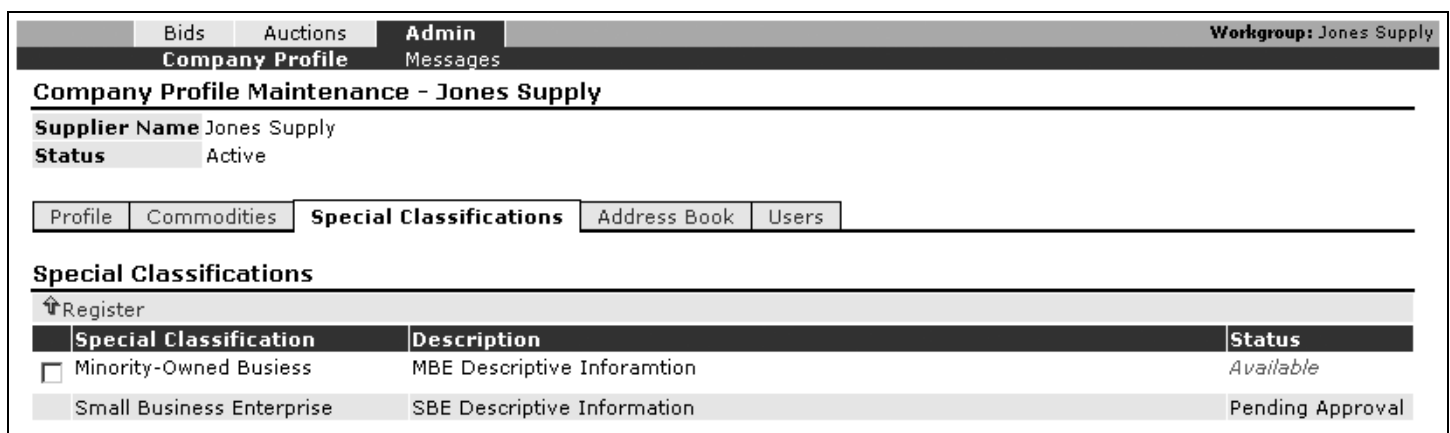 Bids Auctions Admin Workgroup: Jones Supply
Company Profile Messages
Company Profile Maintenance - Jones Supply
Supplier Name Jones Supply
Status Active
Profile Commodities Special Classifications Address Book Users
Special Classifications
Register
Special Classification Description Status
Minority-Owned Busiess MBE Descriptive Inforamtion Available
Small Business Enterprise SBE Descriptive Information Pending Approval